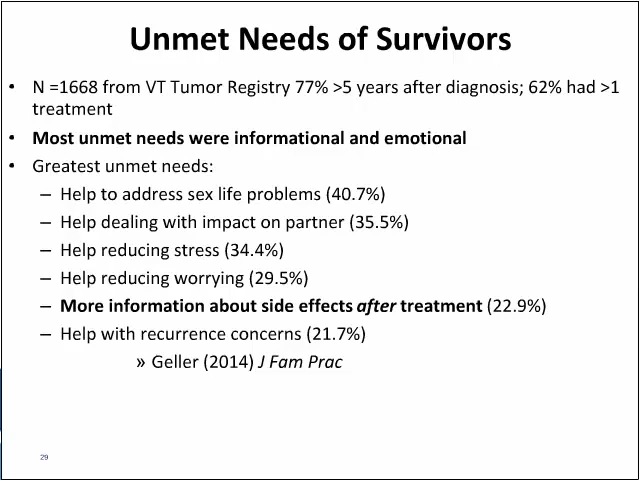 Unmet Needs of Survivors
• N =1668 from VT Tumor Registry 77% >5 years after diagnosis; 62% had >1
treatment
• Most unmet needs were informational and emotional
• Greatest unmet needs:
– Help to address sex life problems (40.7%)
– Help dealing with impact on partner (35.5%)
– Help reducing stress (34.4%)
– Help reducing worrying (29.5%)
– More information about side effects after treatment (22.9%)
– Help with recurrence concerns (21.7%)
» Geller (2014) J Fam Prac
29